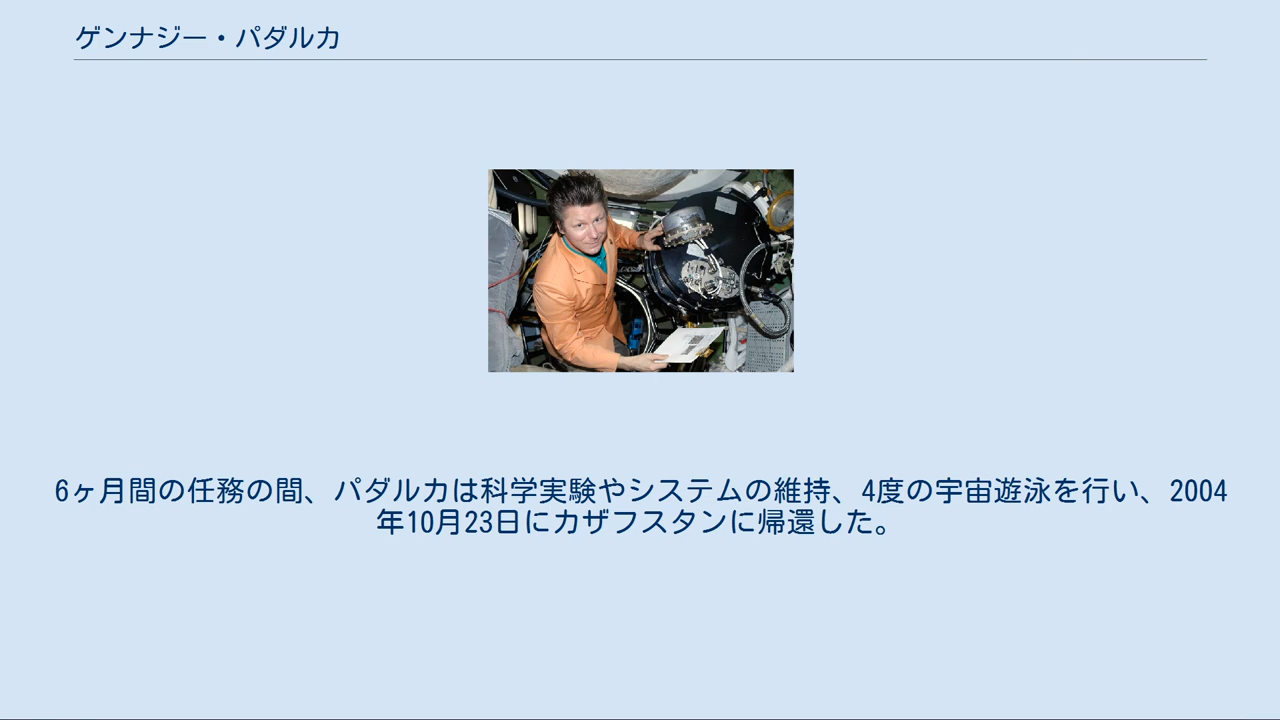 ゲンナジー・パダルカ
6ヶ月間の任務の間、パダルカは科学実験やシステムの維持、4度の宇宙遊泳を行い、2004
年10月23日にカザフスタンに帰還した。